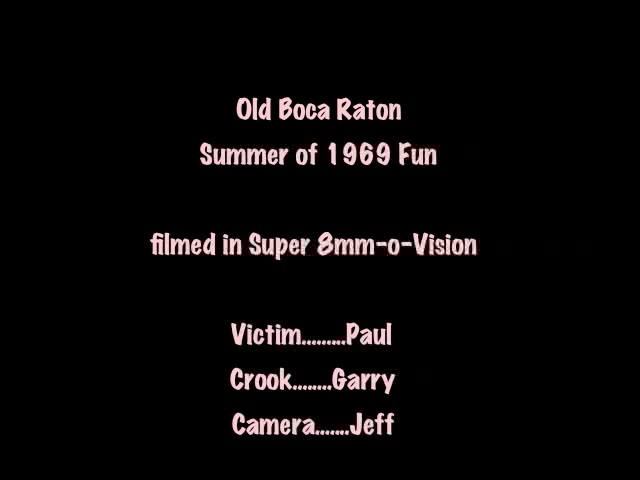 Old Boca Raton
Summer of 1969 Fun
filmed in Super 8mm-o-Vision
Victim.........Paul
Crook........Garry
Camera.......Jeff